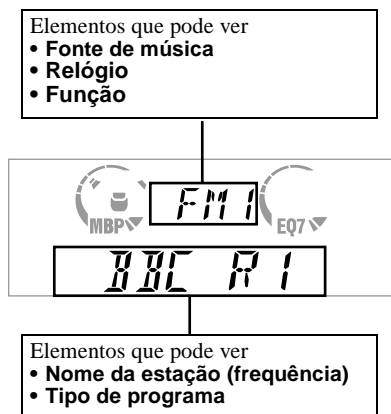 Elementos que pode ver
• Fonte de música
• Relógio
• Função
FM1
MBP EQ7
BBC R1
Elementos que pode ver
• Nome da estação (frequência)
• Tipo de programa